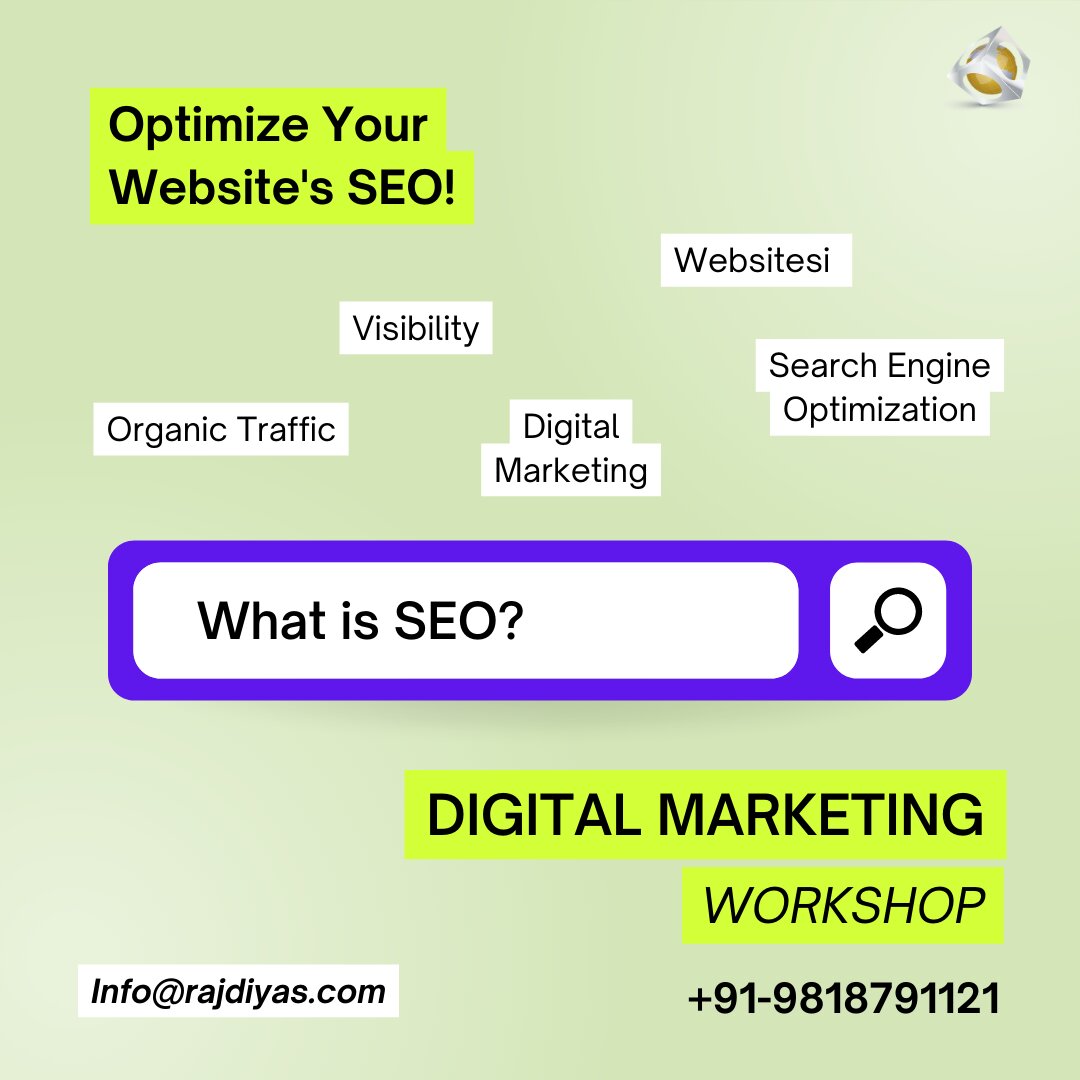 Optimize Your
Website's SEO!
Websitesi
Visibility
Search Engine
Optimization
Organic Traffic
Digital
Marketing
What is SEO?
DIGITAL MARKETING
WORKSHOP
Info@rajdiyas.com
+91-9818791121